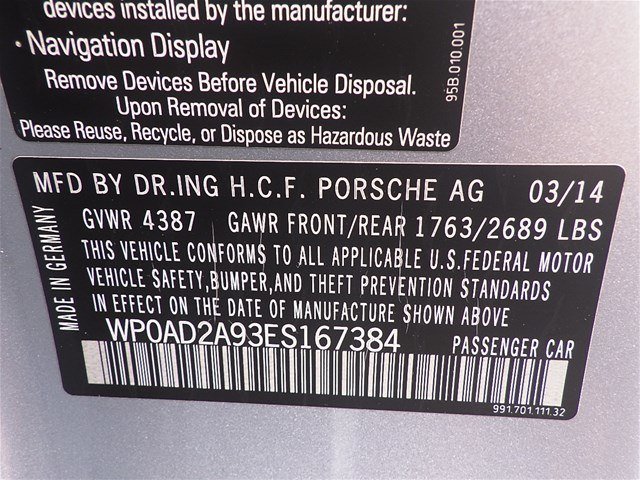 devices installed by the manufacturer:
· Navigation Display
Remove Devices Before Vehicle Disposal.
Upon Removal of Devices:
Please Reuse, Recycle, or Dispose as Hazardous Waste
95B.010.001
MFD BY DR.ING H.C.F. PORSCHE AG 03/14
GVWR 4387 GAWR FRONT/REAR 1763/2689 LBS
THIS VEHICLE CONFORMS TO ALL APPLICABLE U.S.FEDERAL MOTOR
VEHICLE SAFETY,BUMPER,AND THEFT PREVENTION STANDARDS
IN EFFECT ON THE DATE OF MANUFACTURE SHOWN ABOVE
WP0AD2A93ES167384 PASSENGER CAR
MADE IN GERMANY
991.701.111.32